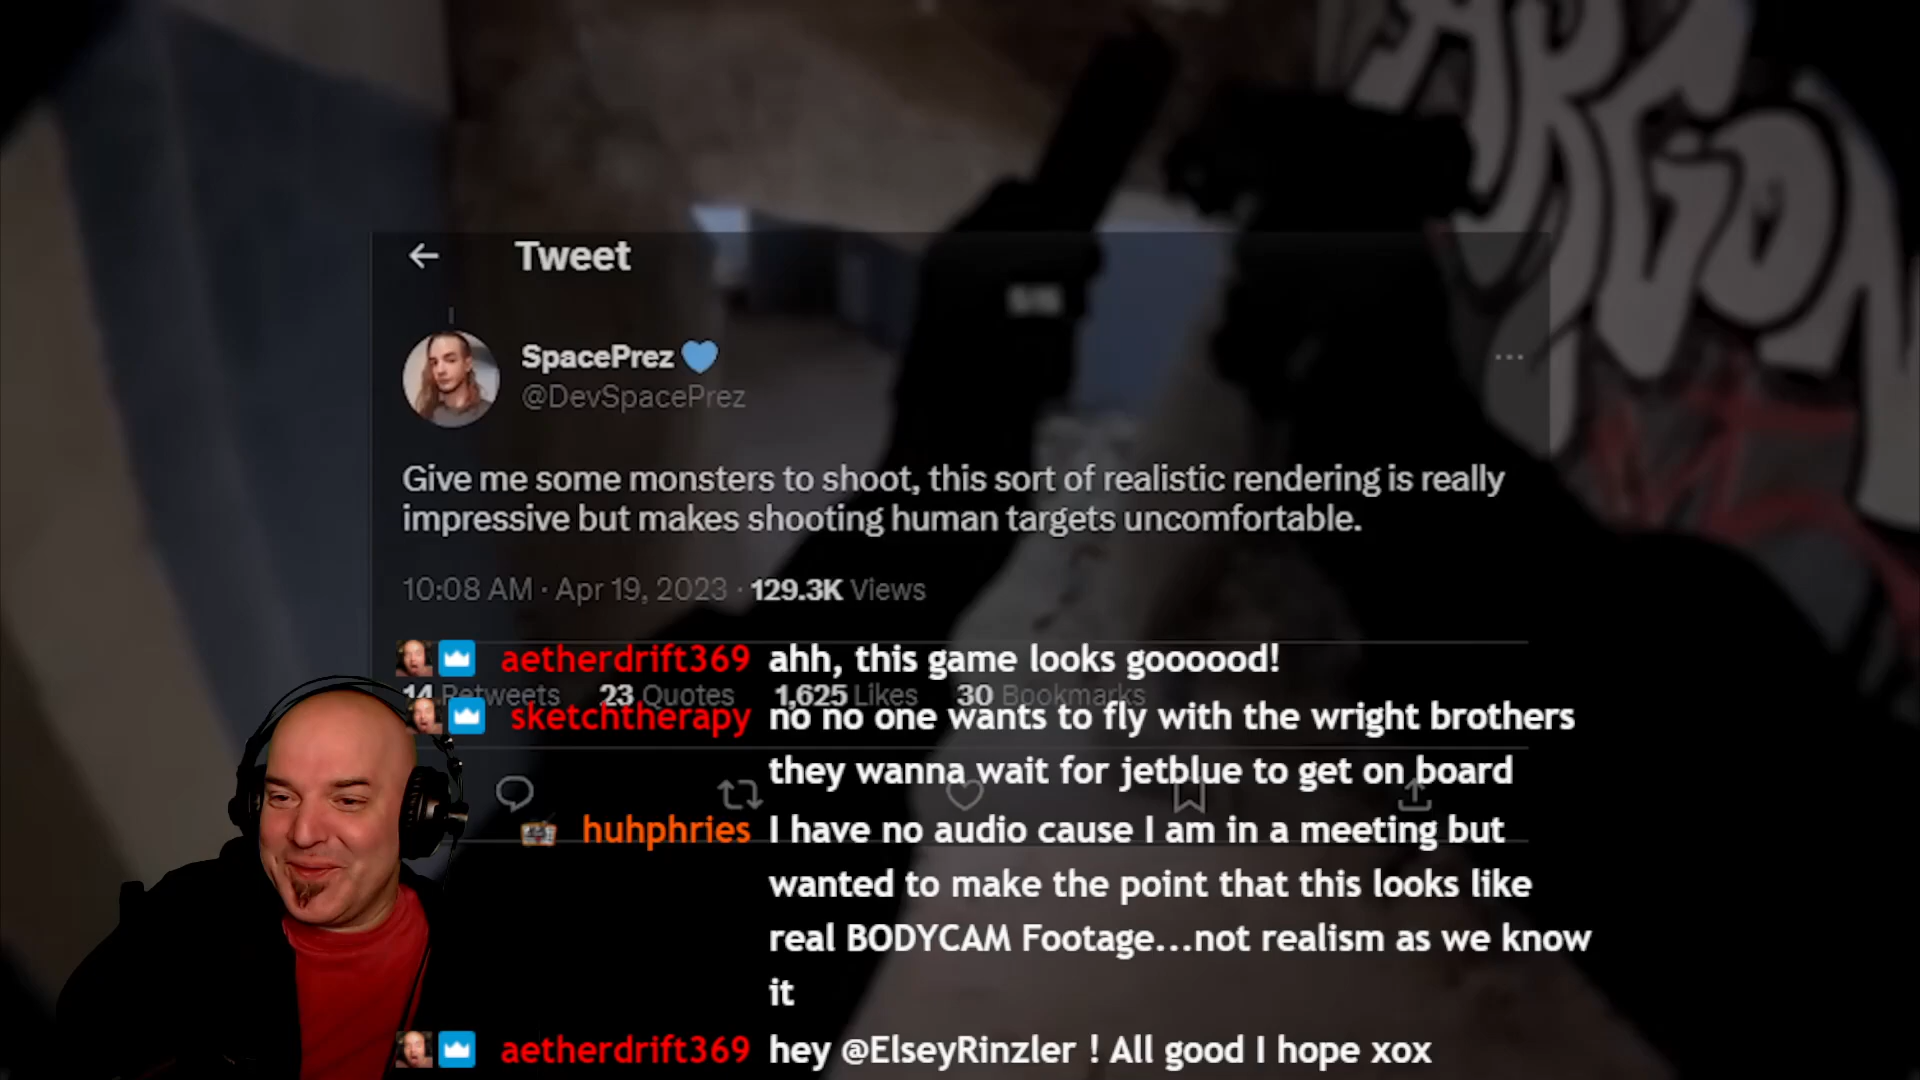 ARGON
Tweet
SpacePrez
@DevSpacePrez
Give me some monsters to shoot, this sort of realistic rendering is really
impressive but makes shooting human targets uncomfortable.
10:08 AM · Apr 19, 2023 · 129.3K Views
aetherdrift369 ahh, this game looks goooood!
14 Retweets 23 Quotes 1,625 Likes 30 Bookmarks
sketchtherapy no no one wants to fly with the wright brothers
they wanna wait for jetblue to get on board
huhphries I have no audio cause I am in a meeting but
wanted to make the point that this looks like
real BODYCAM Footage...not realism as we know
it
aetherdrift369 hey @ElseyRinzler ! All good I hope xox